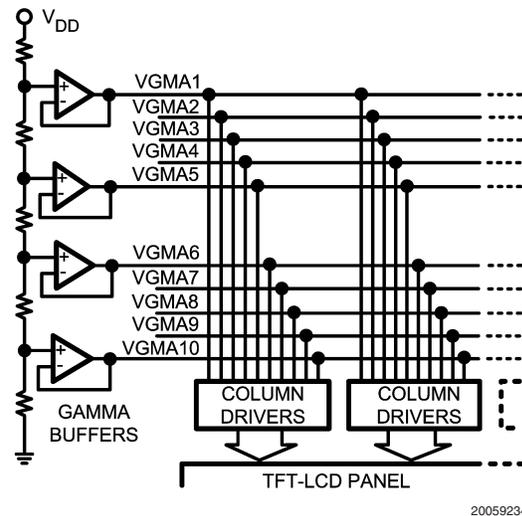 VDD
VGMA1
VGMA2
VGMA3
VGMA4
VGMA5
VGMA6
VGMA7
VGMA8
VGMA9
VGMA10
+
-
+
-
+
-
+
-
GAMMA
BUFFERS
COLUMN
DRIVERS
COLUMN
DRIVERS
TFT-LCD PANEL